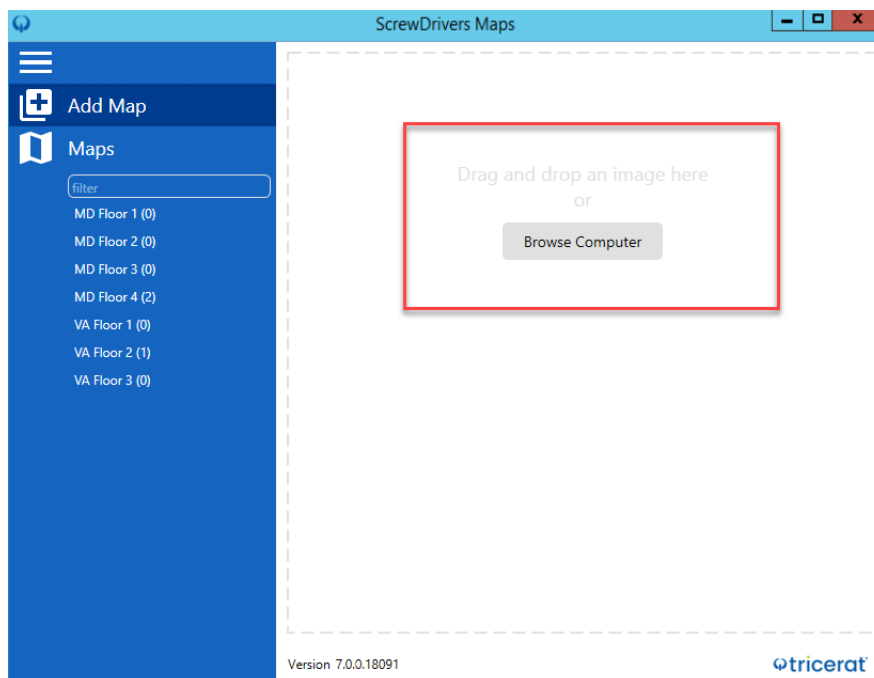 ScrewDrivers Maps
Add Map
Maps
filter
MD Floor 1 (0)
MD Floor 2 (0)
MD Floor 3 (0)
MD Floor 4 (2)
VA Floor 1 (0)
VA Floor 2 (1)
VA Floor 3 (0)
Drag and drop an image here
or
Browse Computer
Version 7.0.0.18091
tricerat